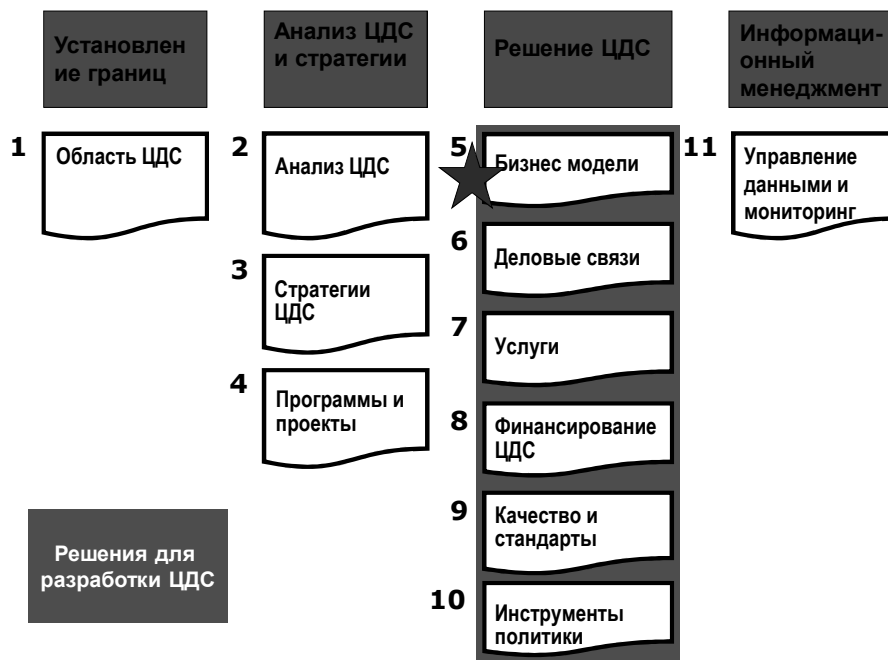 Установлен
ие границ
Анализ ЦДС
и стратегии
Решение ЦДС
Информаци-
онный
менеджмент
1
Область ЦДС
2
Анализ ЦДС
3
Стратегии
ЦДС
4
Программы и
проекты
5
Бизнес модели
6
Деловые связи
7
Услуги
8
Финансирование
ЦДС
9
Качество и
стандарты
10
Инструменты
политики
11
Управление
данными и
мониторинг
Решения для
разработки ЦДС